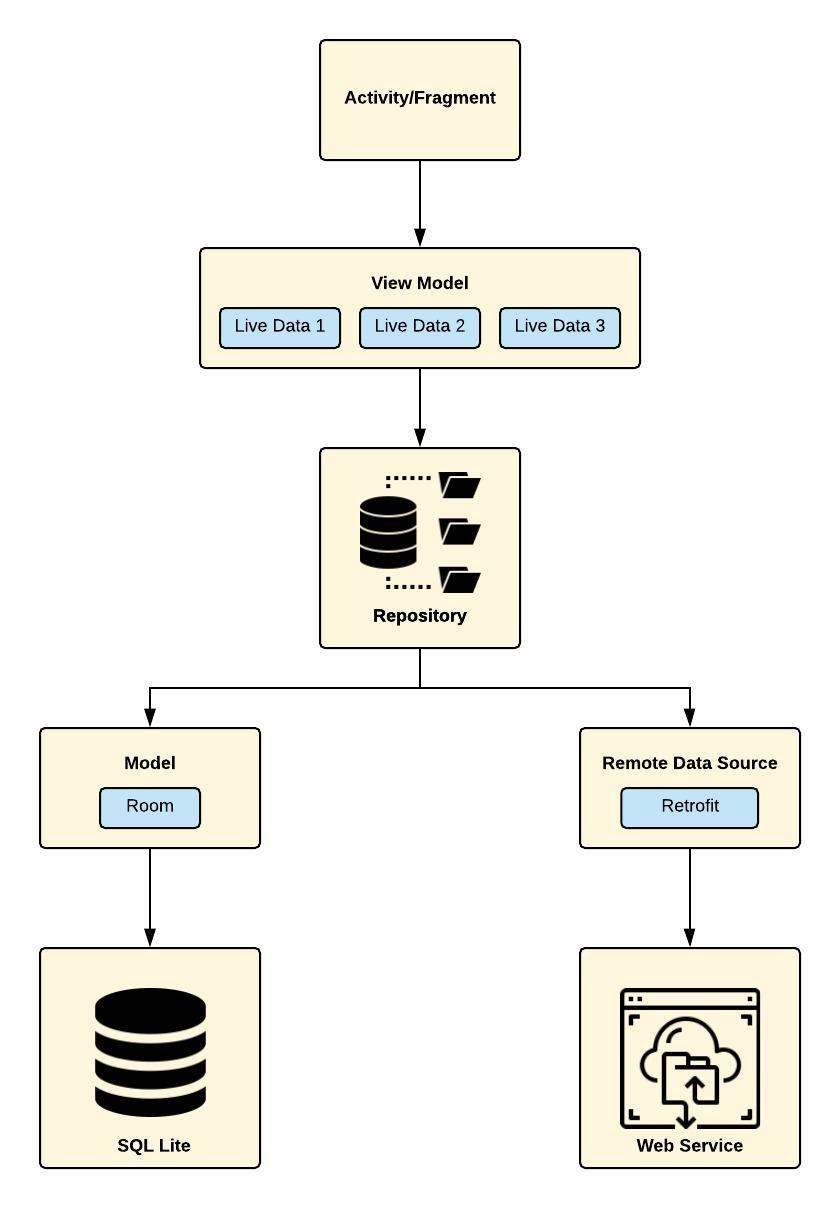 Activity/Fragment
View Model
Live Data 1
Live Data 2
Live Data 3
Repository
Model
Room
Remote Data Source
Retrofit
SQL Lite
Web Service